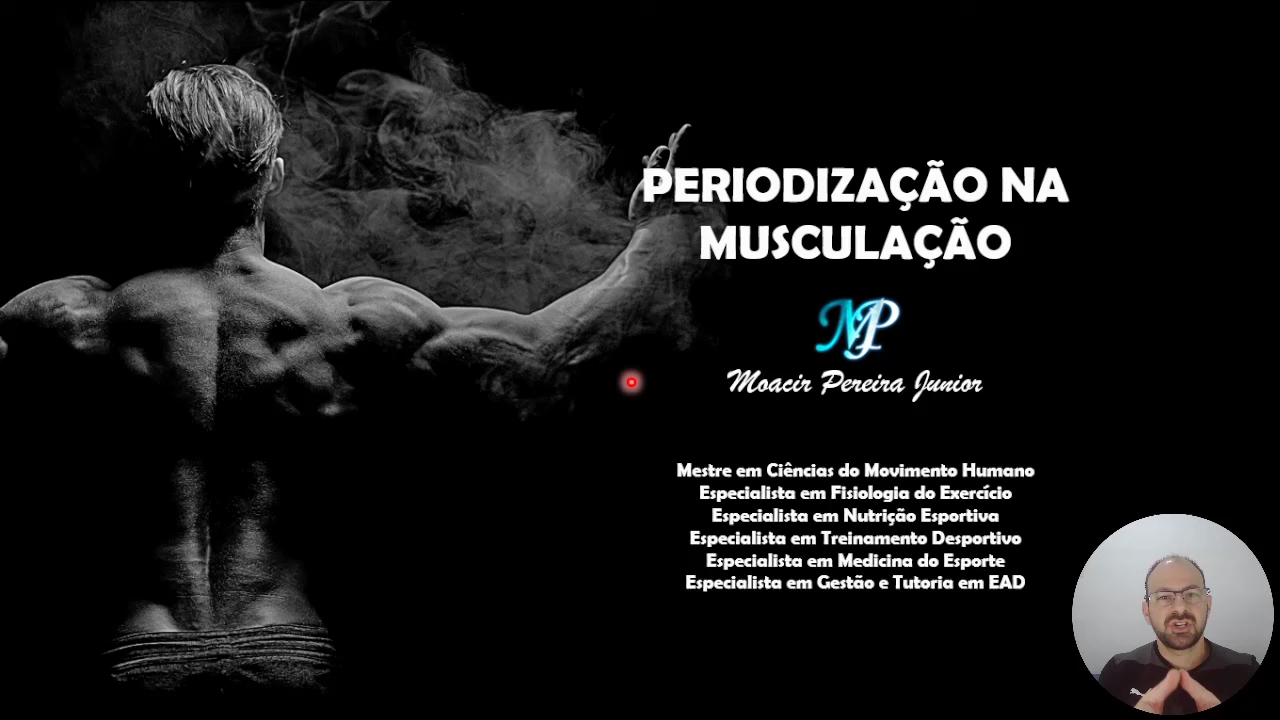 PERIODIZAÇÃO NA
MUSCULAÇÃO
MPJ
Moacir Pereira Junior
Mestre em Ciências do Movimento Humano
Especialista em Fisiologia do Exercício
Especialista em Nutrição Esportiva
Especialista em Treinamento Desportivo
Especialista em Medicina do Esporte
Especialista em Gestão e Tutoria em EAD